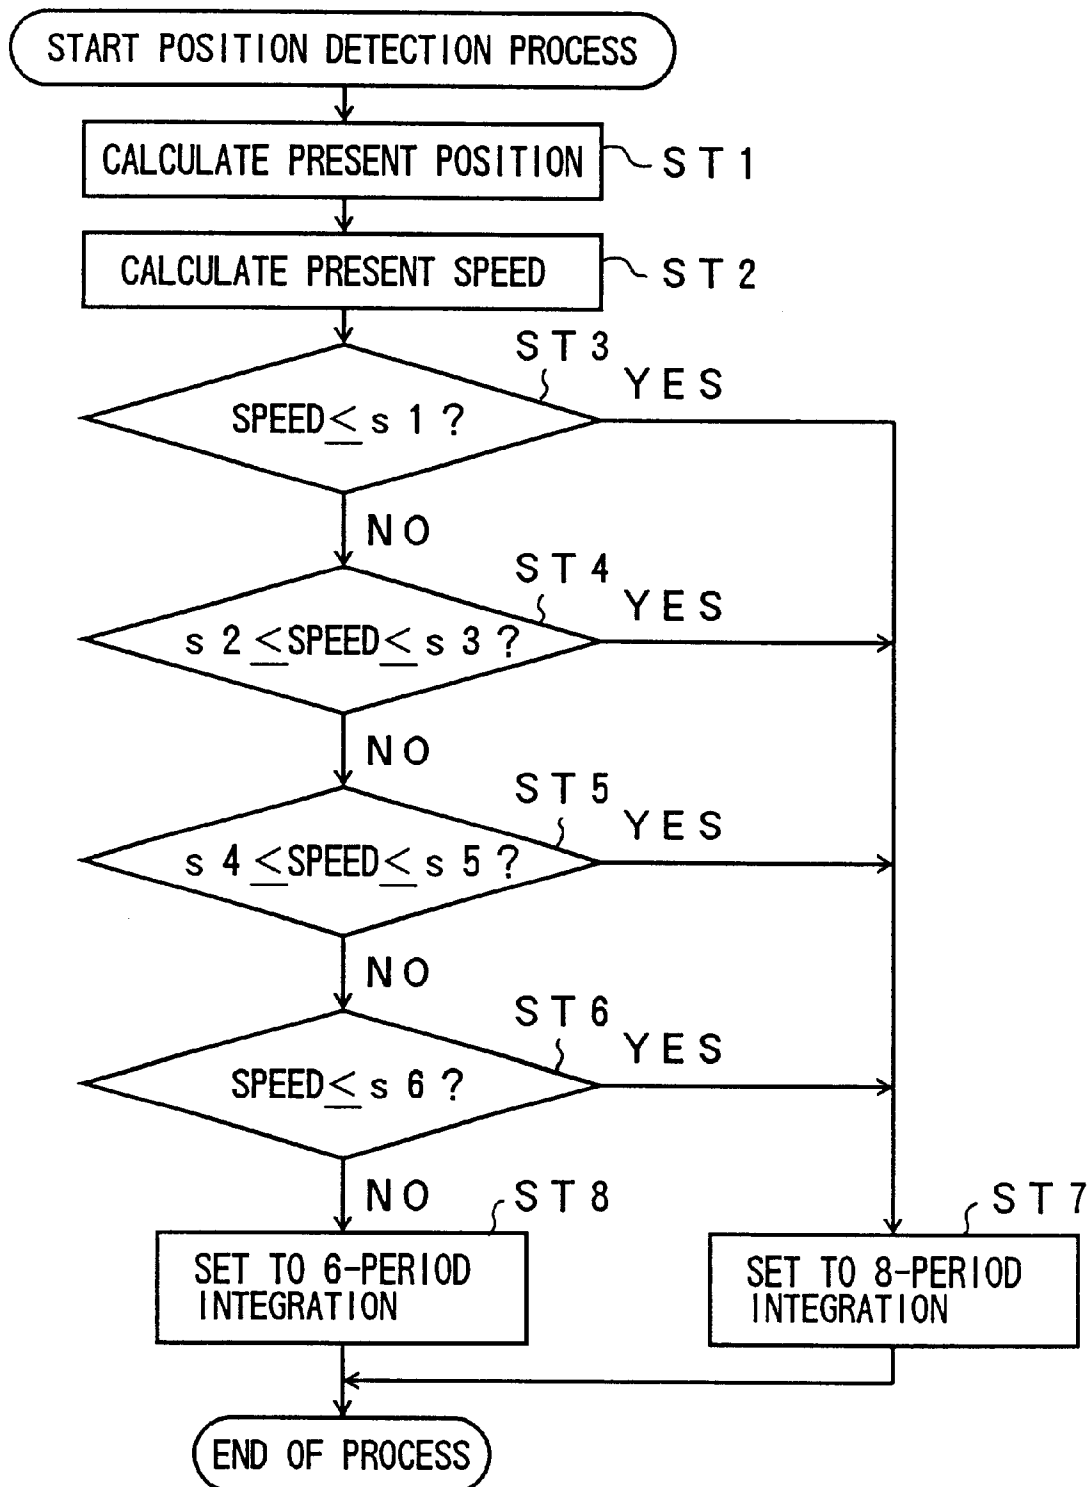 START POSITION DETECTION PROCESS
CALCULATE PRESENT POSITION
ST1
CALCULATE PRESENT SPEED
ST2
ST3
YES
SPEED≤s1?
NO
ST4
YES
s2≤SPEED≤s3?
NO
ST5
YES
s4≤SPEED≤s5?
NO
ST6
YES
SPEED≤s6?
NO
ST8
SET TO 6-PERIOD
INTEGRATION
ST7
SET TO 8-PERIOD
INTEGRATION
END OF PROCESS